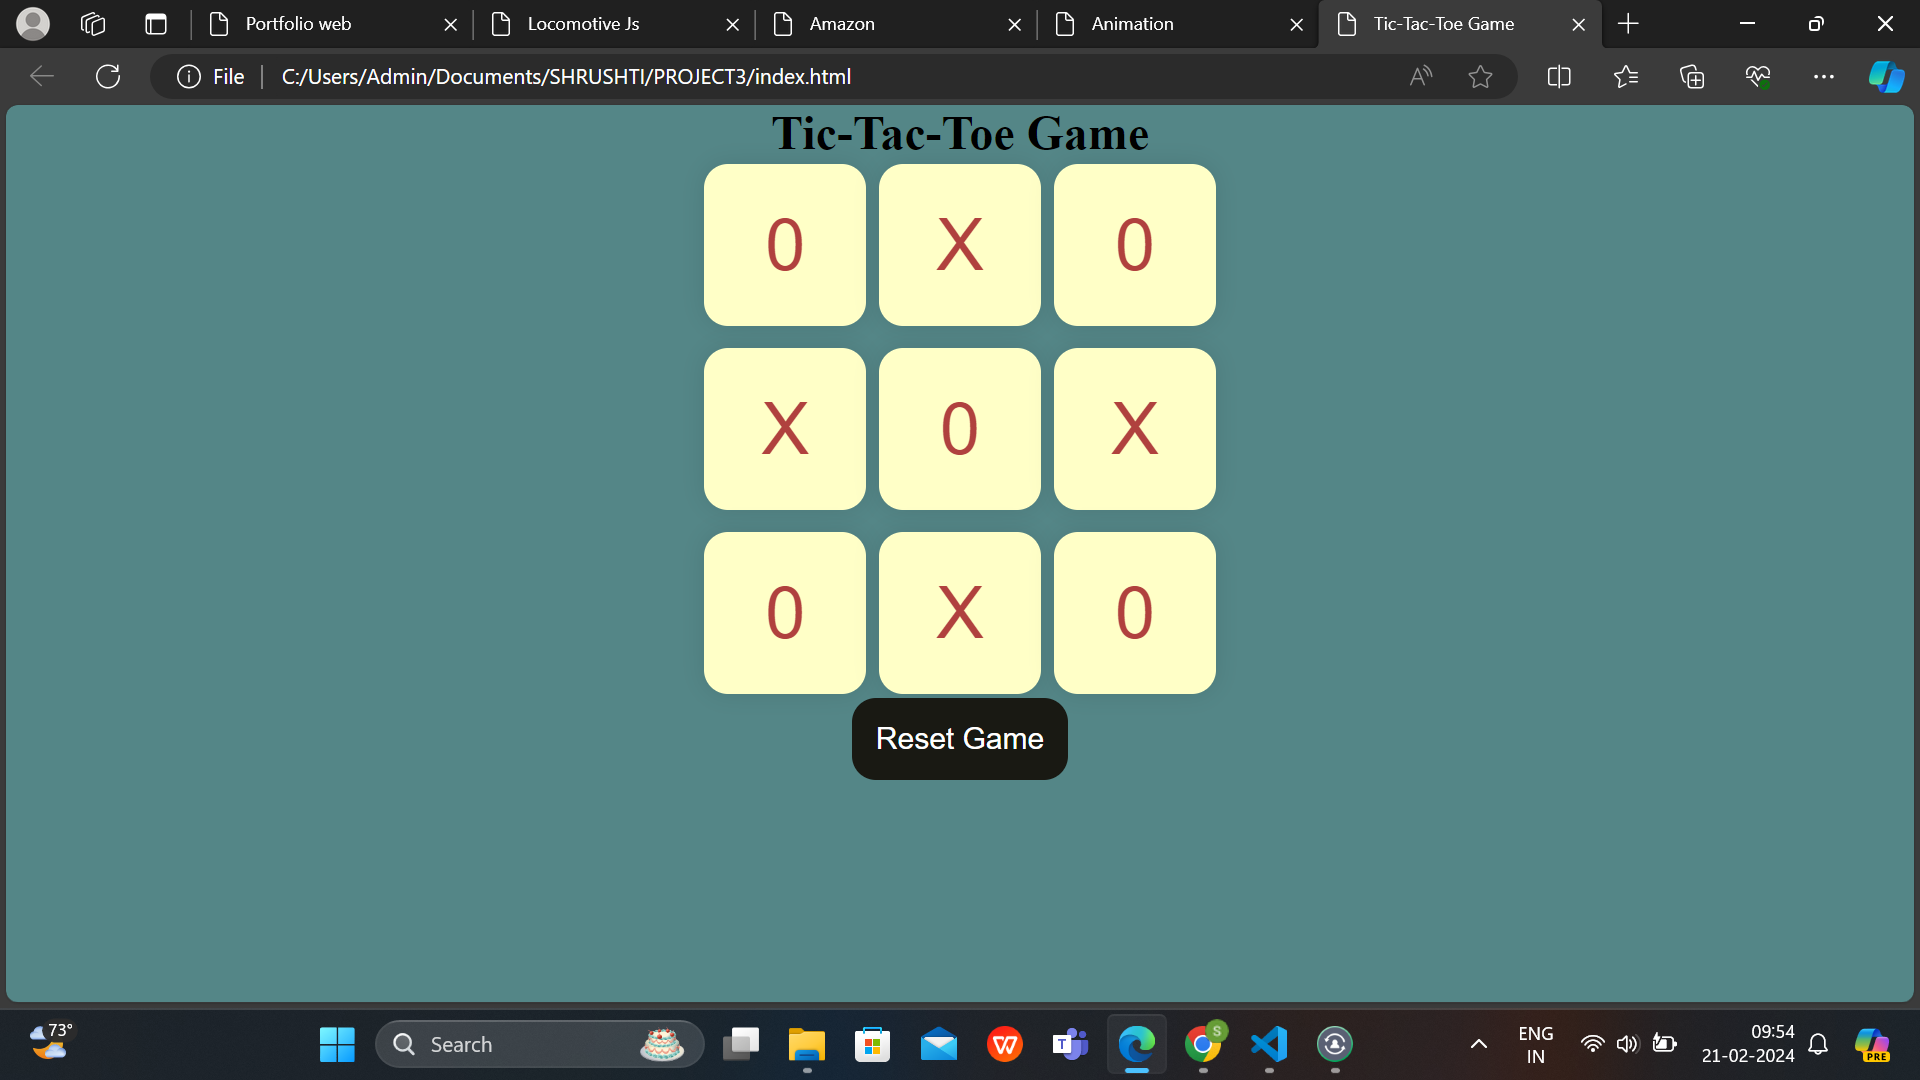 Portfolio web
Locomotive Js
Amazon
Animation
Tic-Tac-Toe Game
File
C:/Users/Admin/Documents/SHRUSHTI/PROJECT3/index.html
Tic-Tac-Toe Game
0 X 0
X 0 X
0 X 0
Reset Game
73°
Search
T
S
ENG
IN
09:54
21-02-2024
PRE